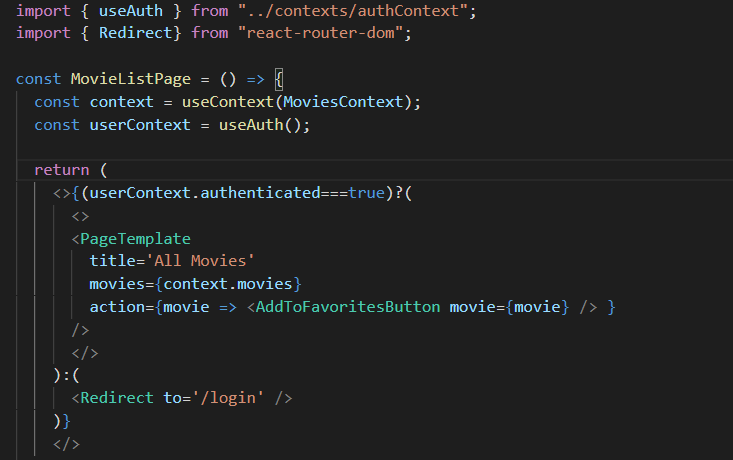 import { useAuth } from "../contexts/authContext";
import { Redirect} from "react-router-dom";
const MovieListPage = () => {
const context = useContext(MoviesContext);
const userContext = useAuth();
return (
<>{(userContext.authenticated===true)?(
<>
<PageTemplate
title='All Movies'
movies={context.movies}
action={movie => <AddToFavoritesButton movie={movie} /> }
/>
</>
):(
<Redirect to='/login' />
)}
</>